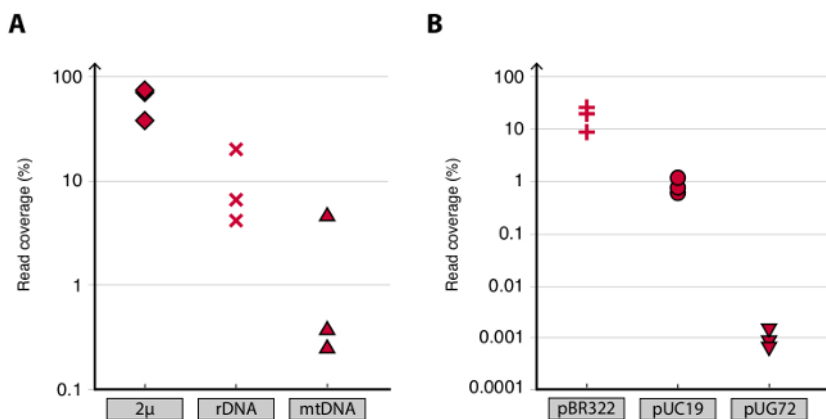 A
Read coverage (%)
100
10
1
0.1
2μ
rDNA
mtDNA
B
Read coverage (%)
100
10
1
0.1
0.01
0.001
0.0001
pBR322
pUC19
pUG72